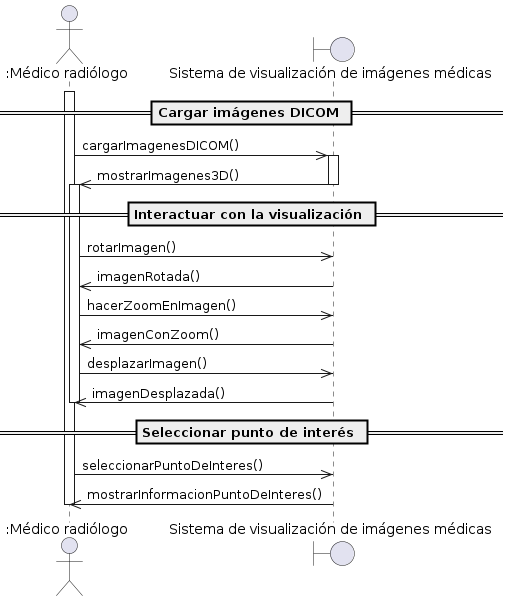 :Médico radiólogo
Sistema de visualización de imágenes médicas
Cargar imágenes DICOM
cargarImagenesDICOM()
mostrarImagenes3D()
Interactuar con la visualización
rotarImagen()
imagenRotada()
hacerZoomEnImagen()
imagenConZoom()
desplazarImagen()
imagenDesplazada()
Seleccionar punto de interés
seleccionarPuntoDeInteres()
mostrarInformacionPuntoDeInteres()
:Médico radiólogo
Sistema de visualización de imágenes médicas